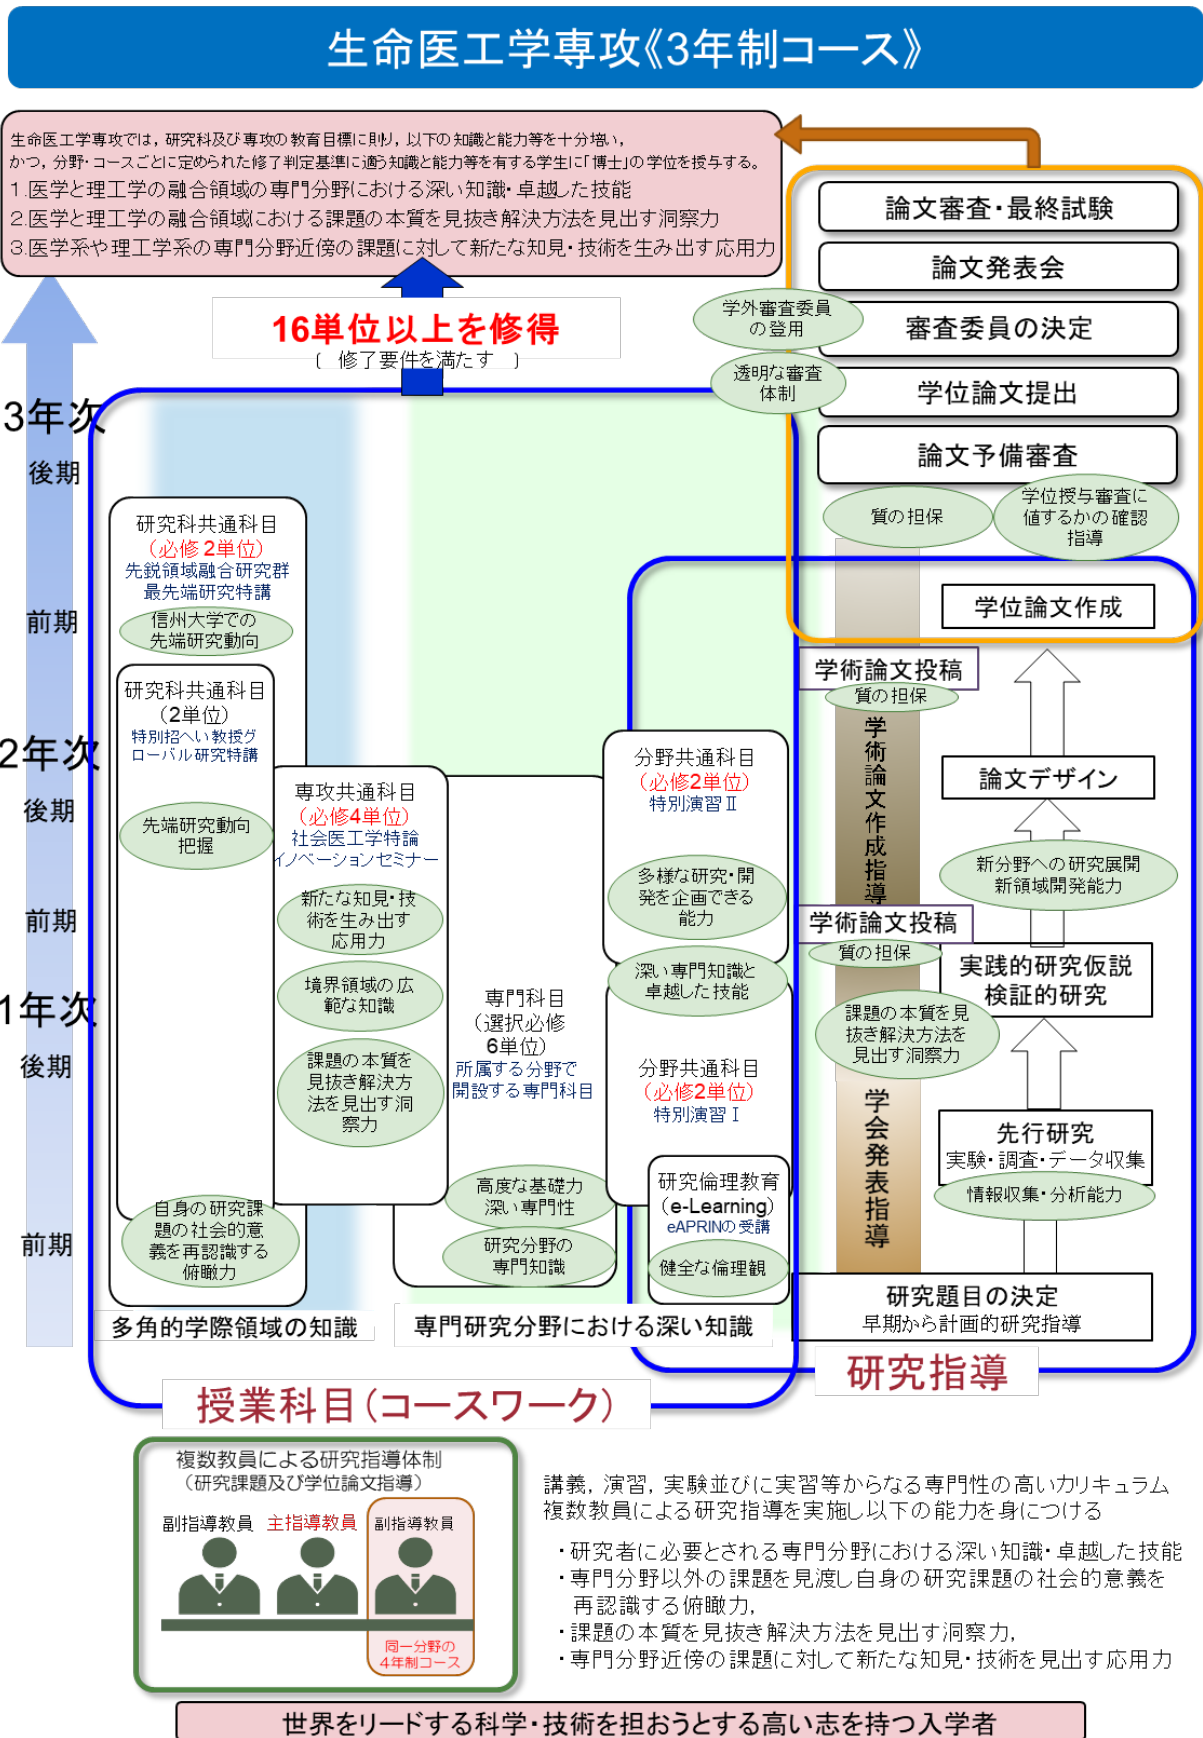 生命医工学専攻《3年制コース》
生命医工学専攻では，研究科及び専攻の教育目標に則り，以下の知識と能力等を十分培い，
かつ，分野・コースごとに定められた修了判定基準に適う知識と能力等を有する学生に「博士」の学位を授与する。
1.医学と理工学の融合領域の専門分野における深い知識・卓越した技能
2.医学と理工学の融合領域における課題の本質を見抜き解決方法を見出す洞察力
3.医学系や理工学系の専門分野近傍の課題に対して新たな知見・技術を生み出す応用力
16単位以上を修得
（ 修了要件を満たす ）
論文審査・最終試験
論文発表会
学外審査委員
の登用
審査委員の決定
透明な審査
体制
学位論文提出
論文予備審査
質の担保
学位授与審査に
値するかの確認
指導
学位論文作成
3年次
後期
前期
2年次
後期
前期
1年次
後期
前期
研究科共通科目
（必修 2単位）
先鋭領域融合研究群
最先端研究特講
信州大学での
先端研究動向
研究科共通科目
（2単位）
特別招へい教授グ
ローバル研究特講
先端研究動向
把握
自身の研究課
題の社会的意
義を再認識する
俯瞰力
専攻共通科目
（必修4単位）
社会医工学特論
イノベーションセミナー
新たな知見・技
術を生み出す
応用力
境界領域の広
範な知識
課題の本質を
見抜き解決方
法を見出す洞
察力
専門科目
（選択必修
6単位）
所属する分野で
開設する専門科目
高度な基礎力
深い専門性
研究分野の
専門知識
分野共通科目
（必修2単位）
特別演習Ⅱ
多様な研究・開
発を企画できる
能力
深い専門知識と
卓越した技能
分野共通科目
（必修2単位）
特別演習Ⅰ
研究倫理教育
（e-Learning）
eAPRINの受講
健全な倫理観
学術論文投稿
質の担保
学術論文作成指導
学術論文投稿
質の担保
課題の本質を見
抜き解決方法を
見出す洞察力
学会発表指導
論文デザイン
新分野への研究展開
新領域開発能力
実践的研究仮説
検証的研究
先行研究
実験・調査・データ収集
情報収集・分析能力
研究題目の決定
早期から計画的研究指導
多角的学際領域の知識
専門研究分野における深い知識
研究指導
授業科目（コースワーク）
複数教員による研究指導体制
（研究課題及び学位論文指導）
副指導教員
主指導教員
副指導教員
同一分野の
4年制コース
講義，演習，実験並びに実習等からなる専門性の高いカリキュラム
複数教員による研究指導を実施し以下の能力を身につける
・研究者に必要とされる専門分野における深い知識・卓越した技能
・専門分野以外の課題を見渡し自身の研究課題の社会的意義を
再認識する俯瞰力，
・課題の本質を見抜き解決方法を見出す洞察力，
・専門分野近傍の課題に対して新たな知見・技術を見出す応用力
世界をリードする科学・技術を担おうとする高い志を持つ入学者